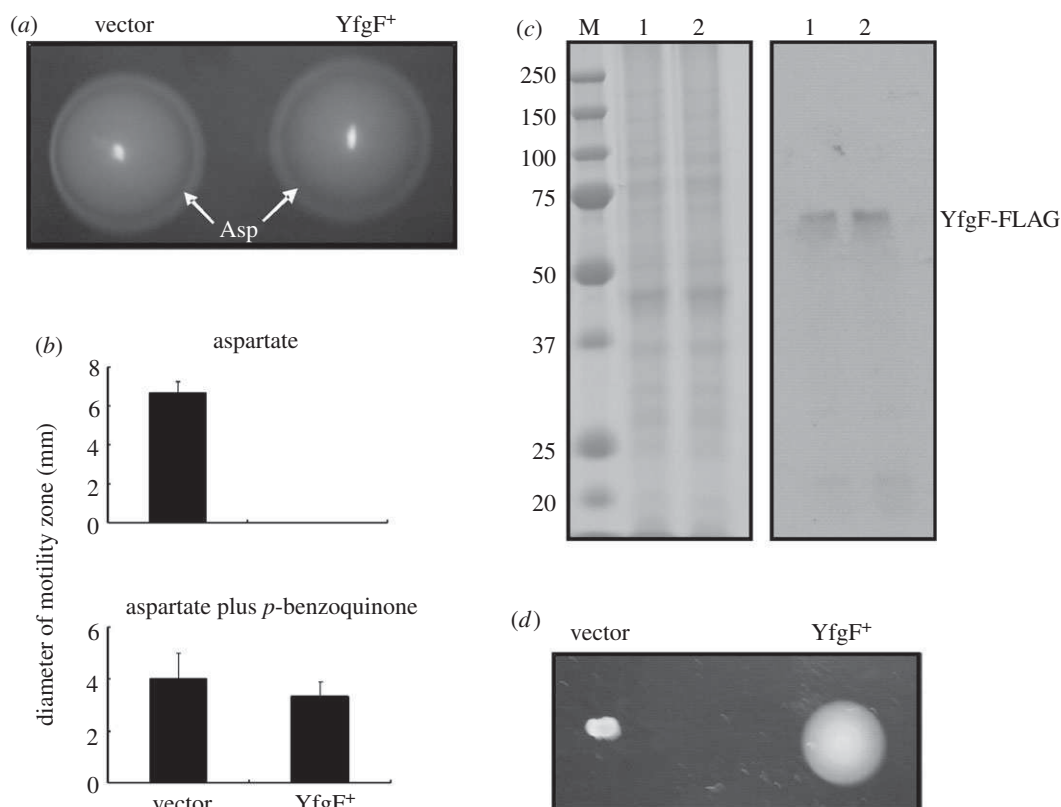 (a)
vector YfgF+
Asp
(b)
aspartate
8
6
4
2
0
diameter of motility zone (mm)
aspartate plus p-benzoquinone
6
4
2
0
vector YfgF+
(c)
M 1 2 1 2
250
150
100
75
50
37
25
20
YfgF-FLAG
(d)
vector YfgF+